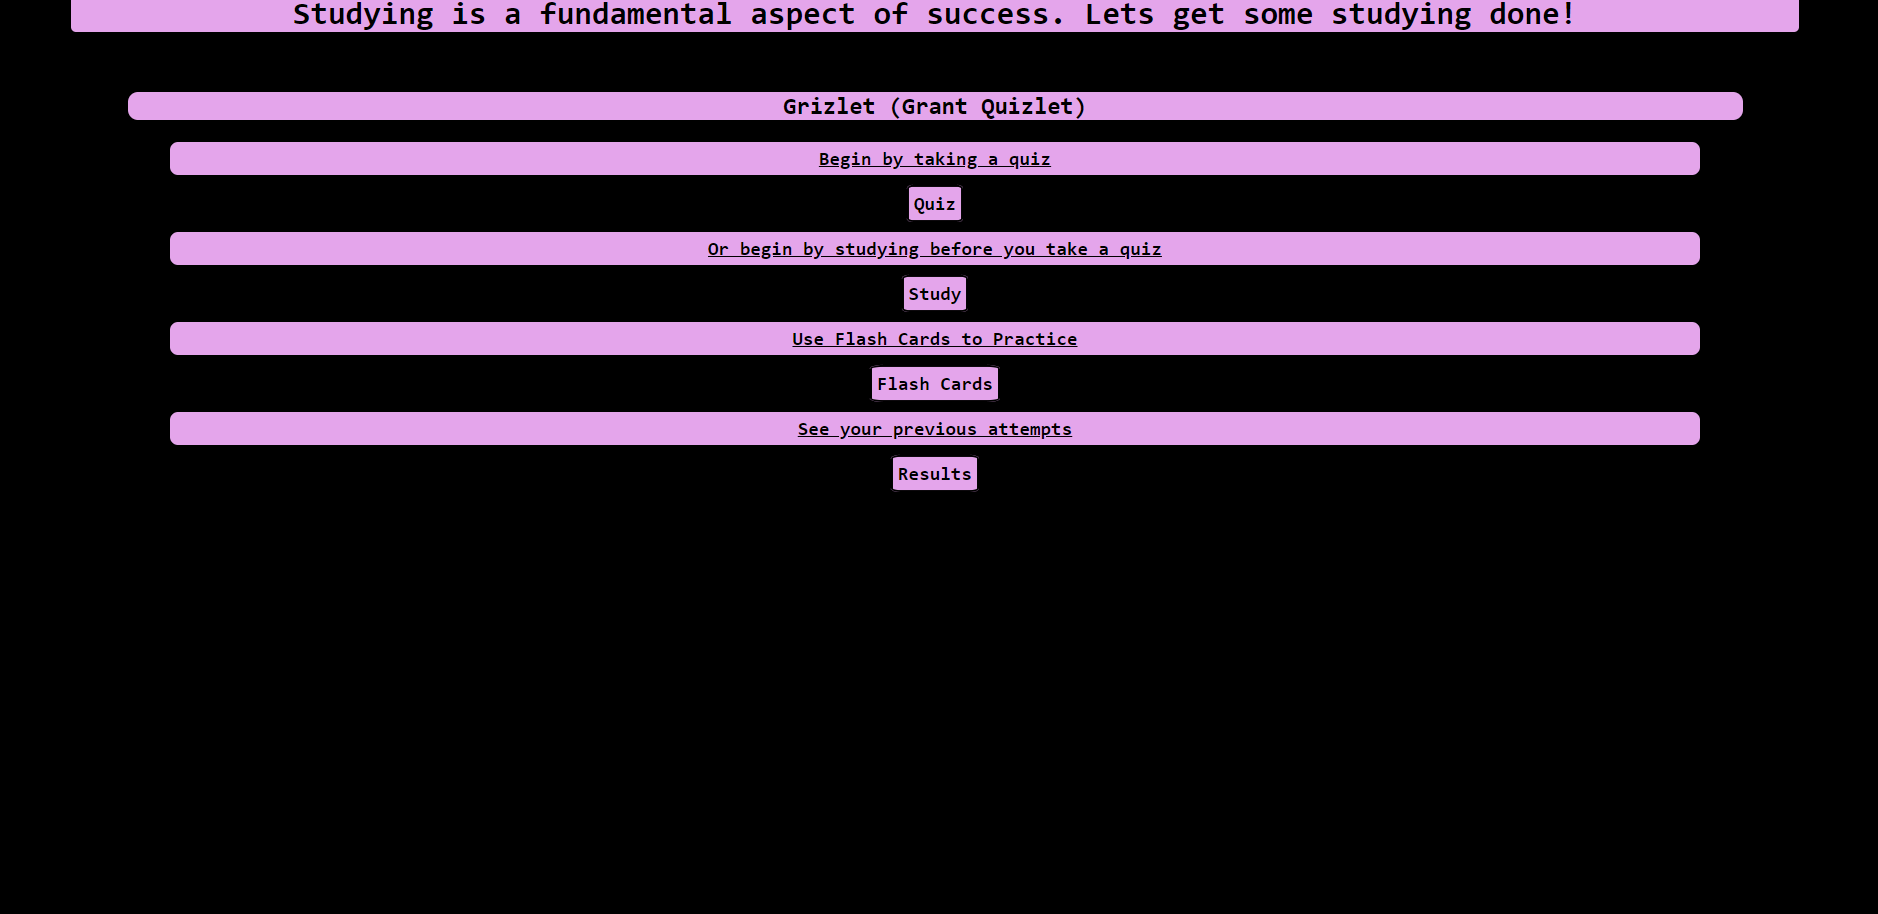 Studying is a fundamental aspect of success. Lets get some studying done!
Grizlet (Grant Quizlet)
Begin by taking a quiz
Quiz
Or begin by studying before you take a quiz
Study
Use Flash Cards to Practice
Flash Cards
See your previous attempts
Results